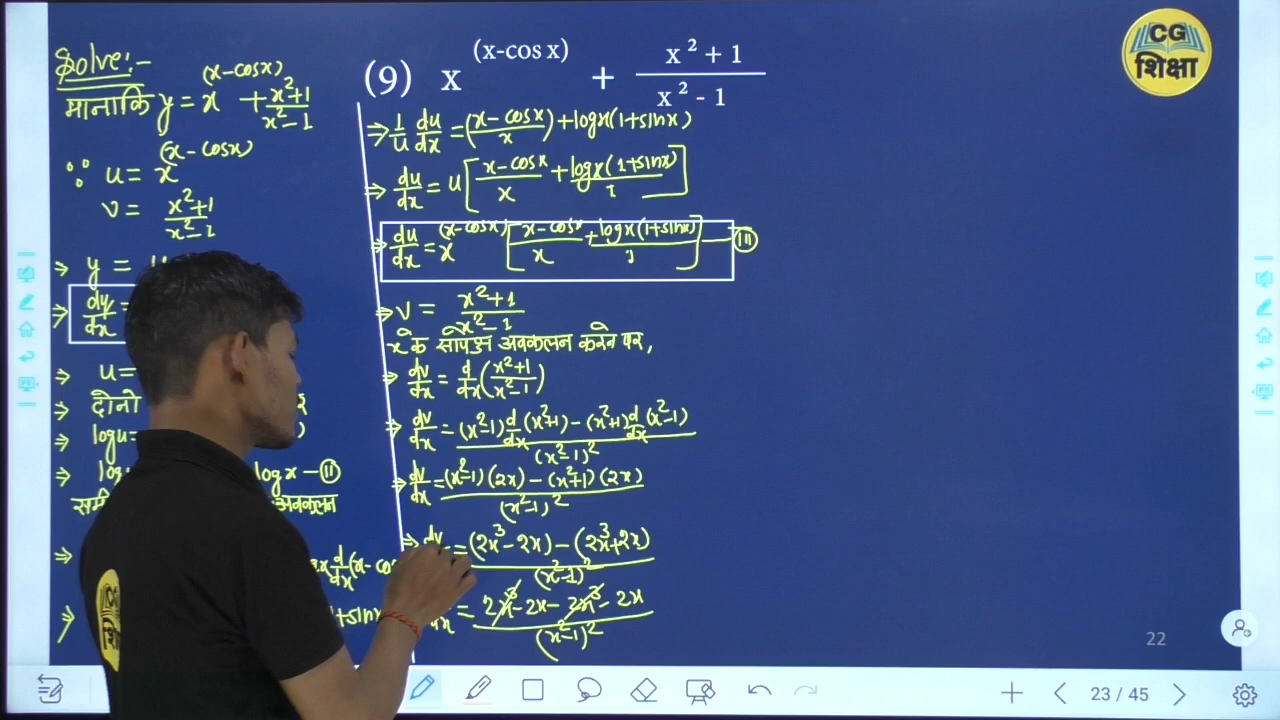 Solve:-
मानाकि y = x^(x-cosx) + (x²+1)/(x²-1)
∵ u = x^(x-cosx)
v = (x²+1)/(x²-1)
⇒ y =
⇒ dy/dx =
⇒ u =
⇒ दोनो
⇒ logu =
⇒ logx - ⅠⅠ
अवकलन
d/dx(x-cos
+sinx
(9) x^(x-cos x) + (x² + 1)/(x² - 1)
⇒ 1/u du/dx = (x-cosx/x) + logx(1+sinx)
⇒ du/dx = u[(x-cosx)/x + logx(1+sinx)/1]
⇒ du/dx = x^(x-cosx) [(x-cosx)/x + logx(1+sinx)/1] - ⅠⅠⅠ
⇒ v = (x²+1)/(x²-1)
x के सापेक्ष अवकलन करने पर,
⇒ dv/dx = d/dx((x²+1)/(x²-1))
⇒ dv/dx = ((x²-1) d/dx(x²+1) - (x²+1) d/dx(x²-1))/(x²-1)²
⇒ dv/dx = ((x²-1)(2x) - (x²+1)(2x))/(x²-1)²
⇒ dv = ((2x³-2x) - (2x³+2x))/(x²-1)²
dx = (2x³-2x-2x³-2x)/(x²-1)²
CG
शिक्षा
22
23 / 45